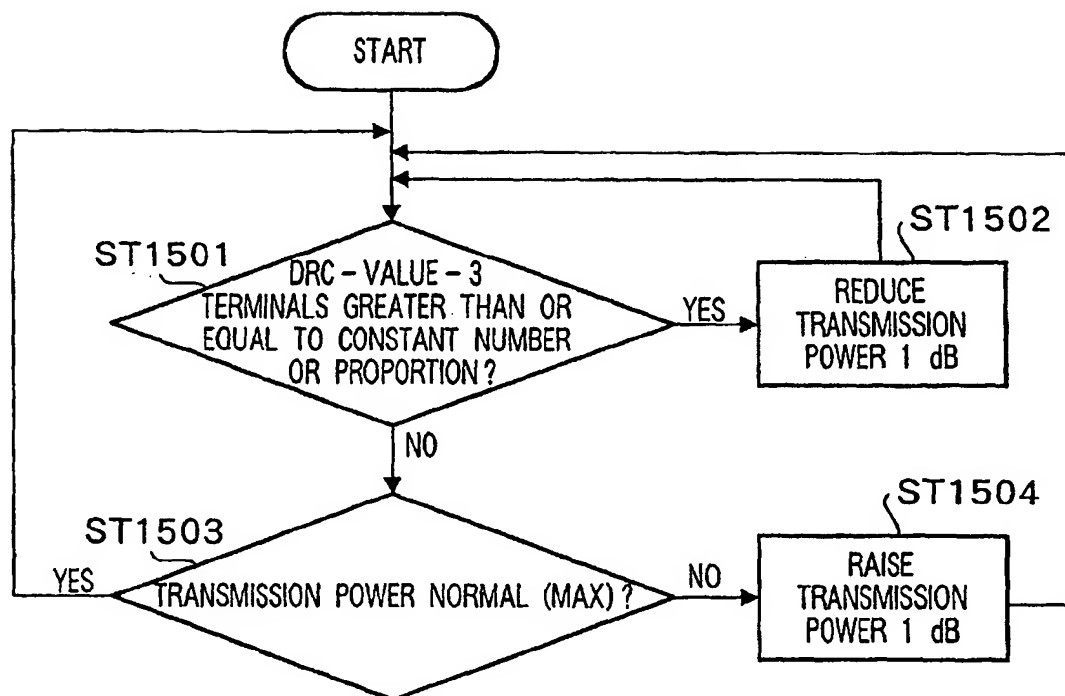 START
ST1501
DRC-VALUE-3
TERMINALS GREATER THAN OR
EQUAL TO CONSTANT NUMBER
OR PROPORTION?
YES
ST1502
REDUCE
TRANSMISSION
POWER 1 dB
NO
ST1503
TRANSMISSION POWER NORMAL (MAX)?
YES
NO
ST1504
RAISE
TRANSMISSION
POWER 1 dB